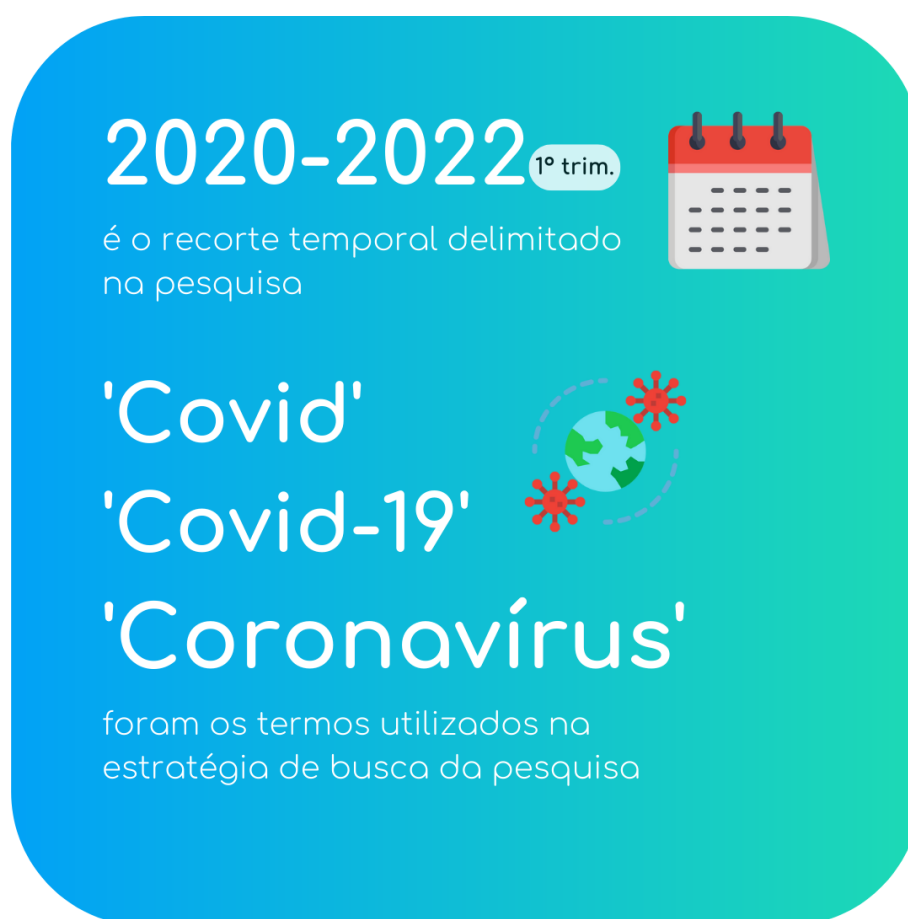 2020-2022 1º trim.
é o recorte temporal delimitado
na pesquisa
'Covid'
'Covid-19'
'Coronavírus'
foram os termos utilizados na
estratégia de busca da pesquisa